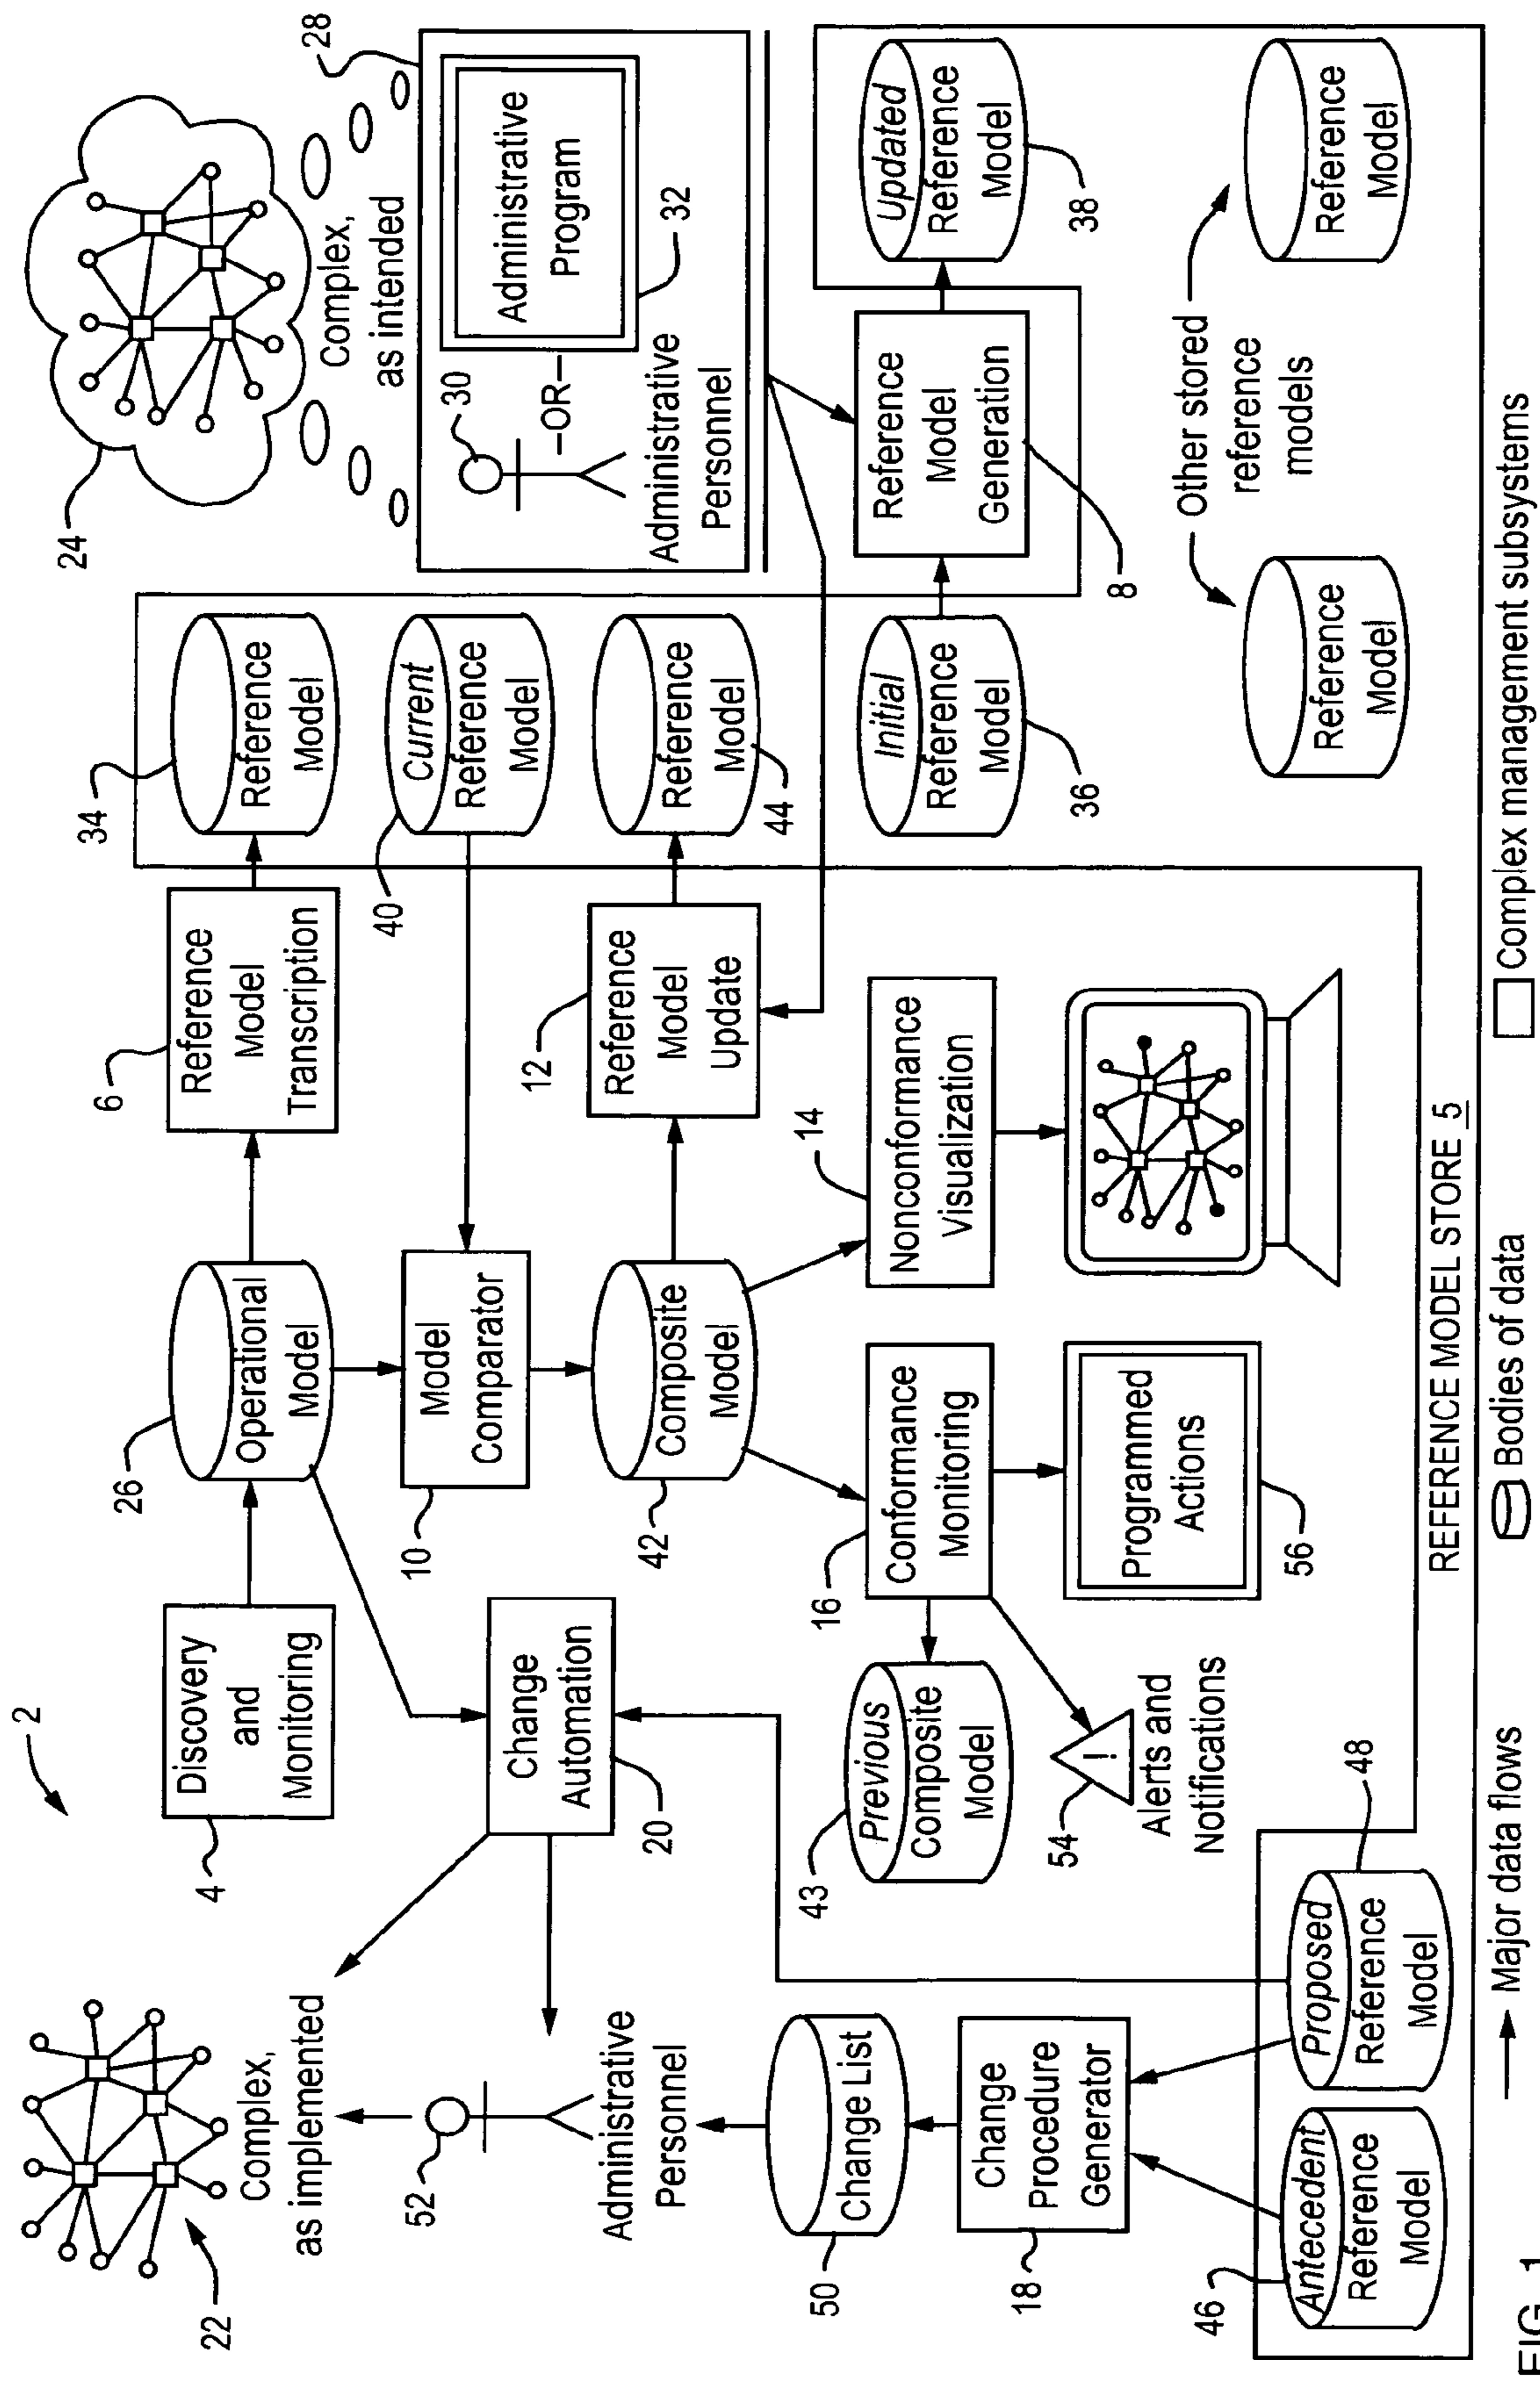 2
22
Complex,
as implemented
4
Discovery
and
Monitoring
26
Operational
Model
6
Reference
Model
Transcription
34
Reference
Model
24
Complex,
as intended
28
52
Administrative
Personnel
20
Change
Automation
10
Model
Comparator
40
Current
Reference
Model
30
–OR–
Administrative
Program
32
Administrative
Personnel
42
Composite
Model
12
Reference
Model
Update
44
Reference
Model
50
Change List
18
Change
Procedure
Generator
43
Previous
Composite
Model
54
!
Alerts and
Notifications
16
Conformance
Monitoring
56
Programmed
Actions
14
Nonconformance
Visualization
36
Initial
Reference
Model
8
Reference
Model
Generation
38
Updated
Reference
Model
Other stored
reference
models
Reference
Model
Reference
Model
46
Antecedent
Reference
Model
48
Proposed
Reference
Model
REFERENCE MODEL STORE 5
Major data flows
Bodies of data
Complex management subsystems
FIG. 1